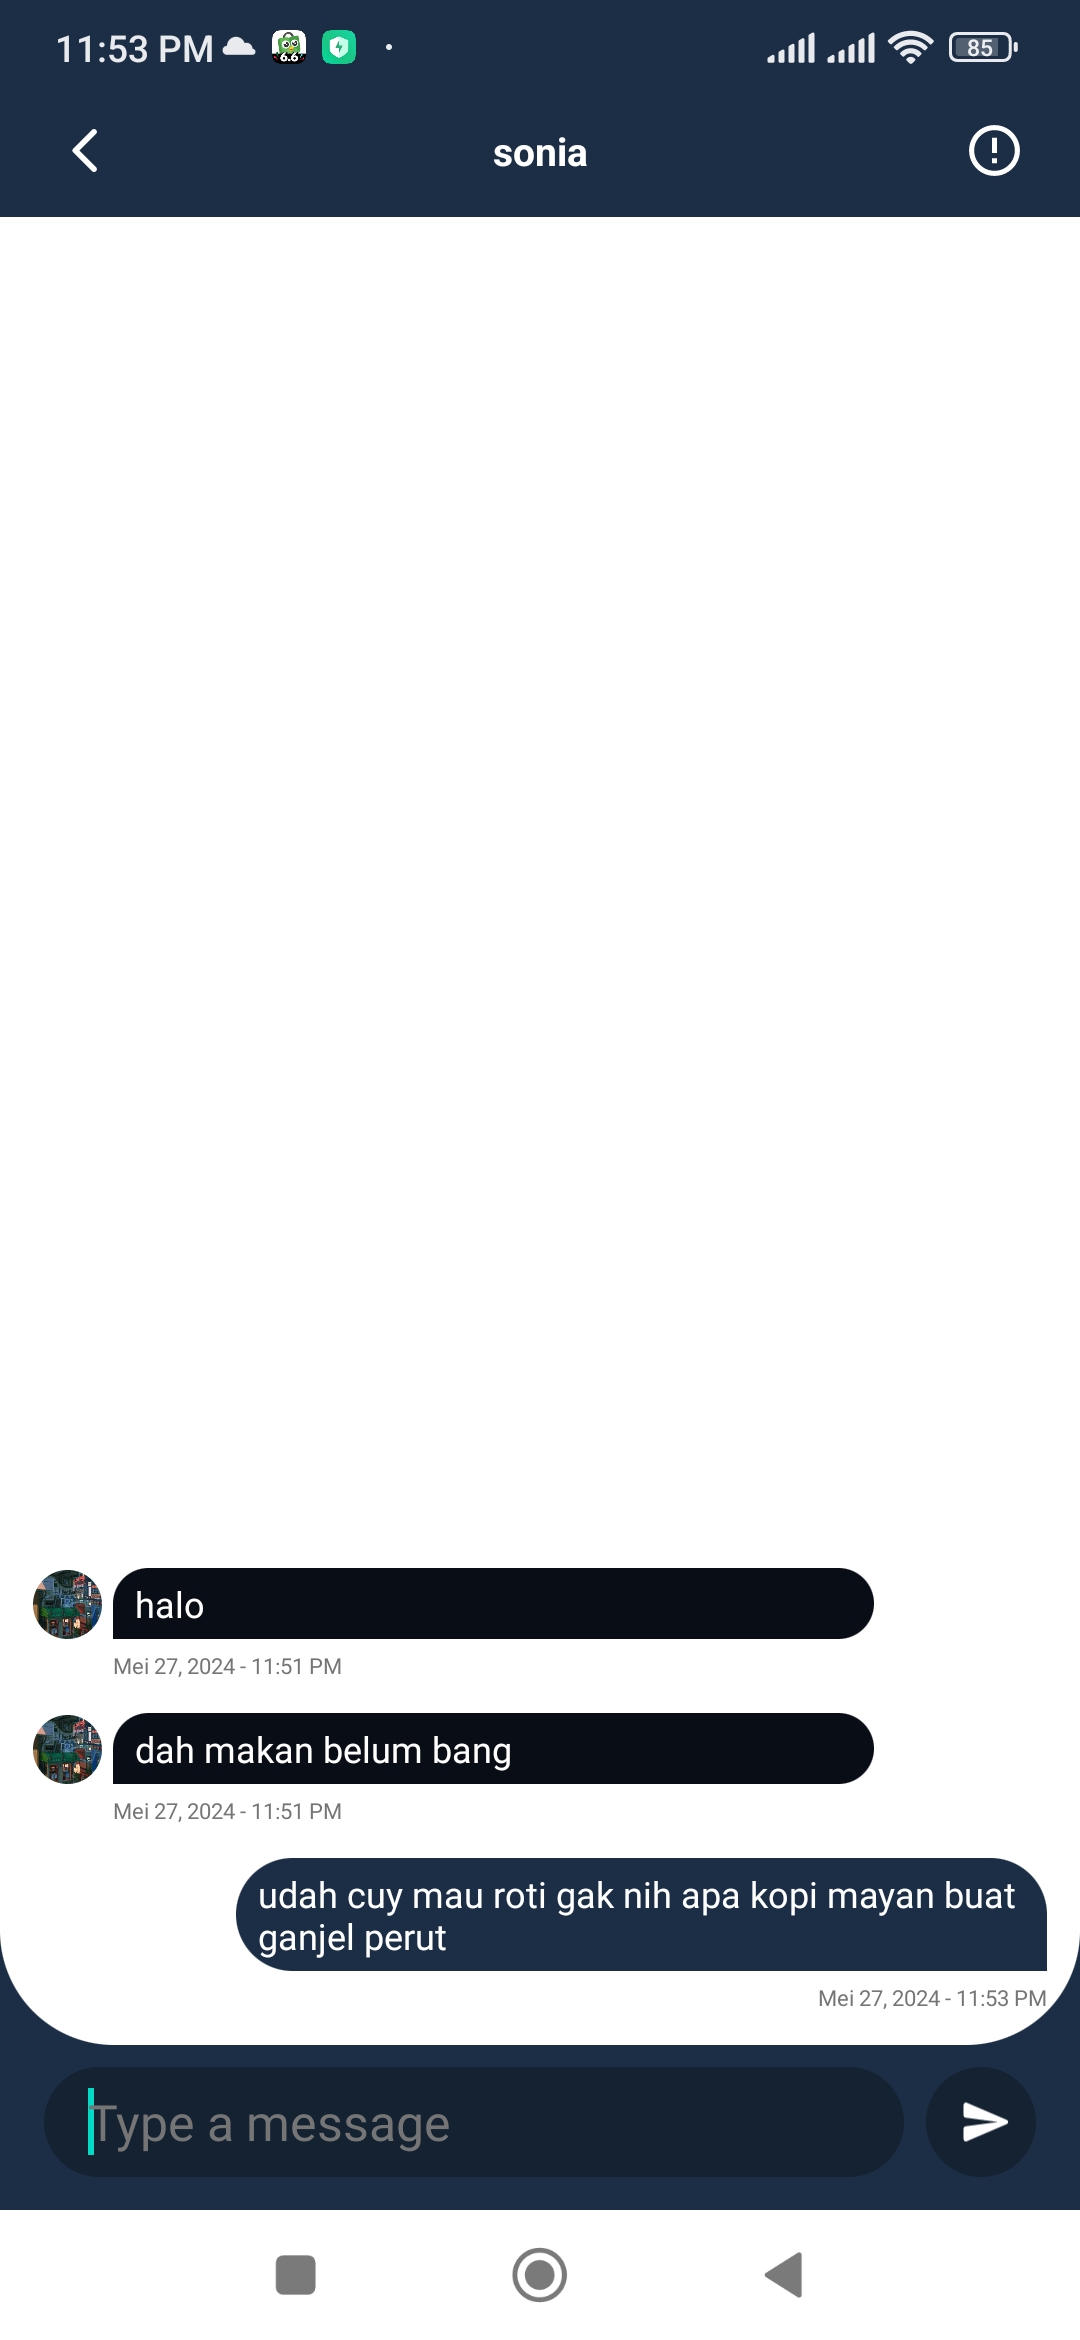 11:53 PM
6.6
85
sonia
halo
Mei 27, 2024 - 11:51 PM
dah makan belum bang
Mei 27, 2024 - 11:51 PM
udah cuy mau roti gak nih apa kopi mayan buat
ganjel perut
Mei 27, 2024 - 11:53 PM
Type a message